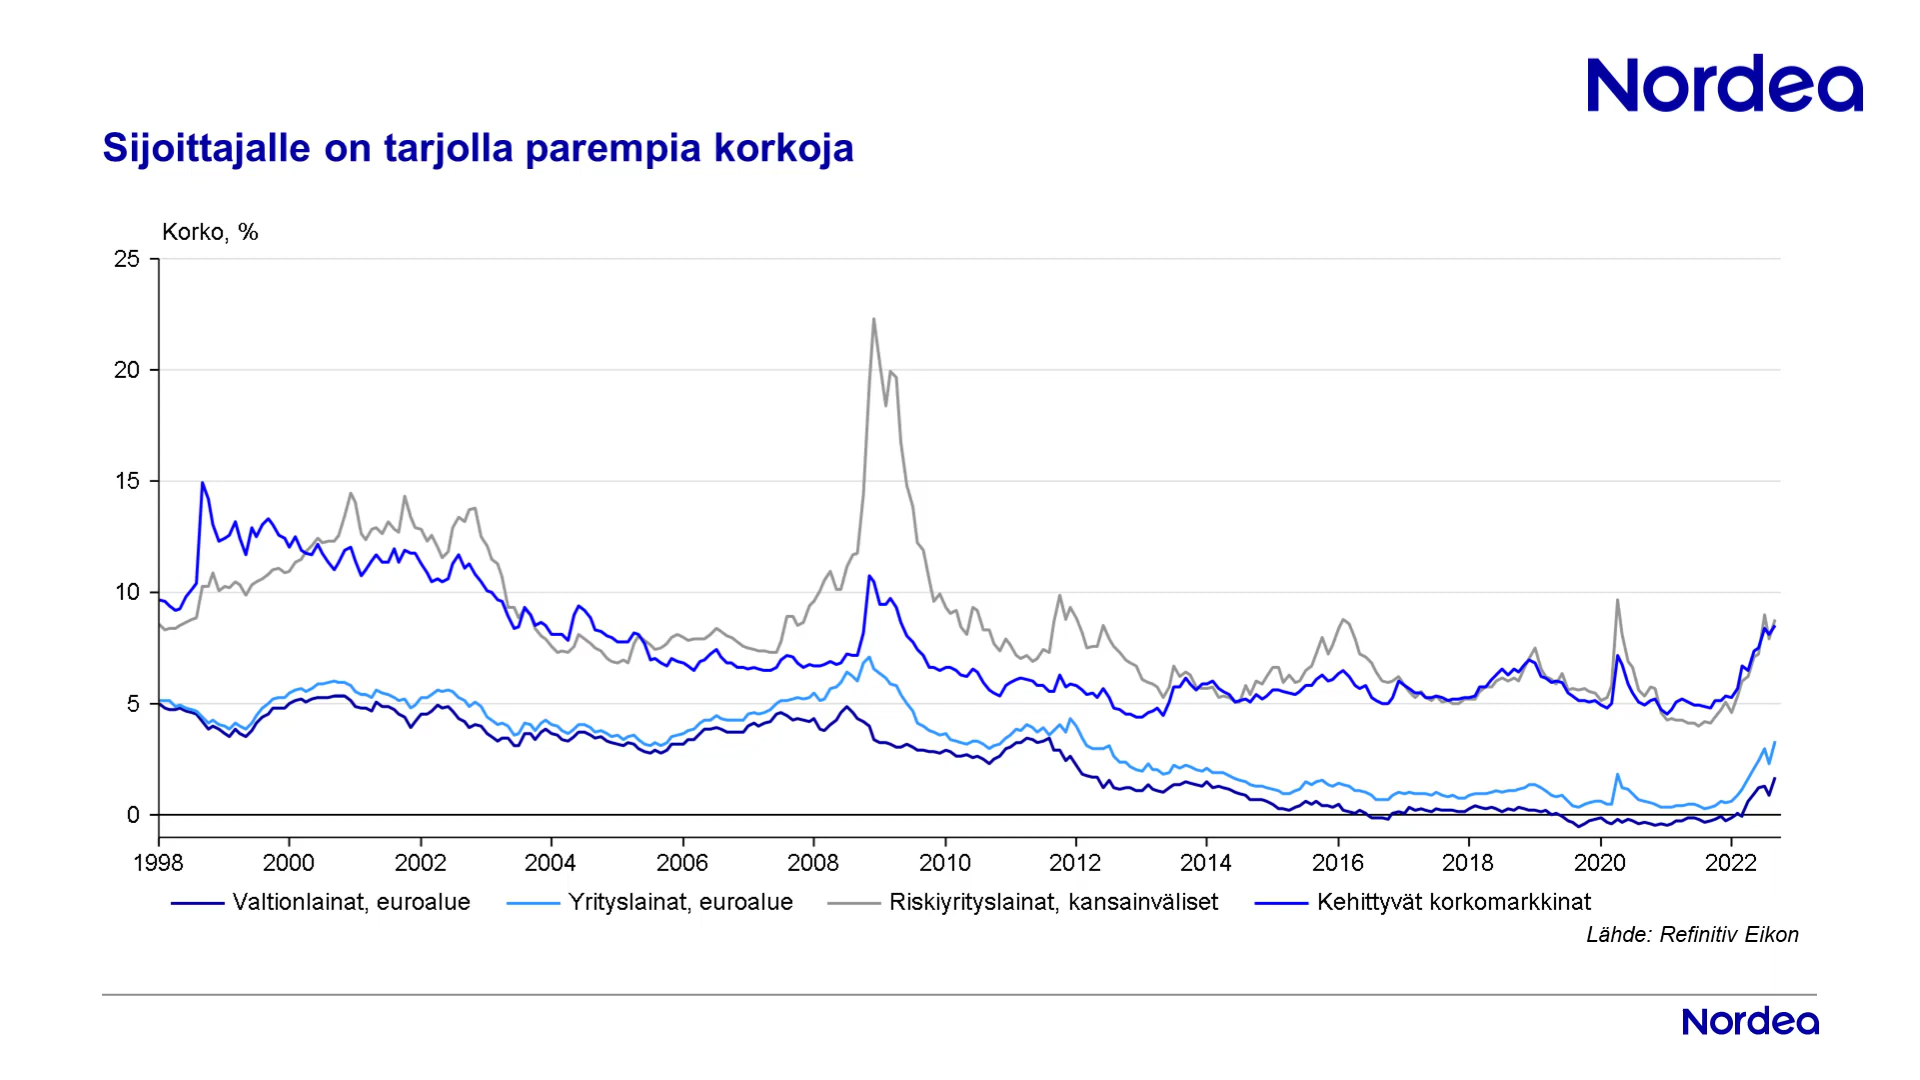 Nordea
Sijoittajalle on tarjolla parempia korkoja
Korko, %
25
20
15
10
5
0
1998 2000 2002 2004 2006 2008 2010 2012 2014 2016 2018 2020 2022
Valtionlainat, euroalue Yrityslainat, euroalue Riskiyrityslainat, kansainväliset Kehittyvät korkomarkkinat
Lähde: Refinitiv Eikon
Nordea